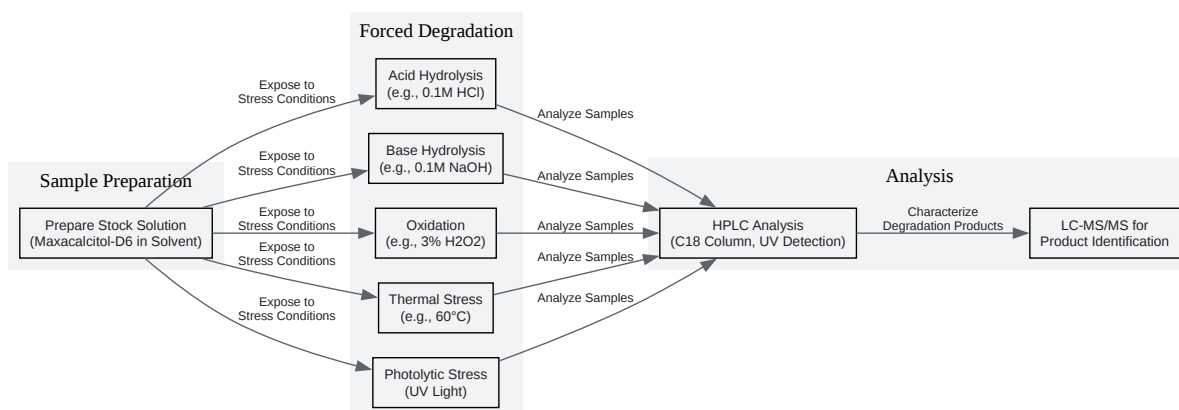 Forced Degradation
Acid Hydrolysis
(e.g., 0.1M HCl)
Expose to
Stress Conditions
Analyze Samples
Base Hydrolysis
(e.g., 0.1M NaOH)
Expose to
Stress Conditions
Analyze Samples
Sample Preparation
Analysis
Prepare Stock Solution
(Maxacalcitol-D6 in Solvent)
Expose to
Stress Conditions
Oxidation
(e.g., 3% H2O2)
Analyze Samples
HPLC Analysis
(C18 Column, UV Detection)
Characterize
Degradation Products
LC-MS/MS for
Product Identification
Expose to
Stress Conditions
Analyze Samples
Thermal Stress
(e.g., 60°C)
Expose to
Stress Conditions
Analyze Samples
Photolytic Stress
(UV Light)